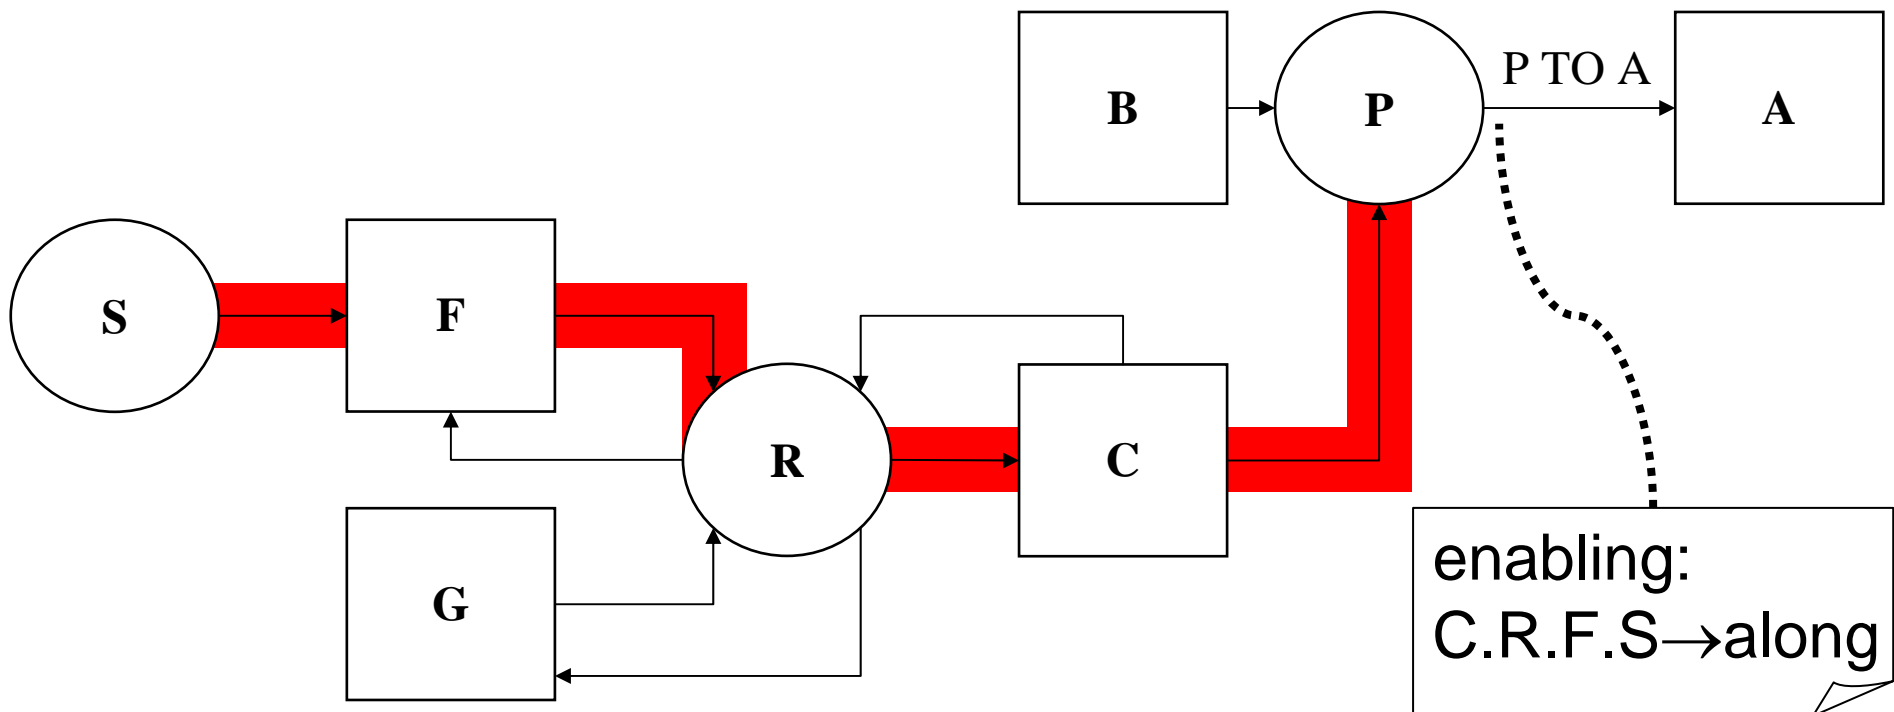 B
P
P TO A
A
S
F
R
C
G
enabling:
C.R.F.S→along